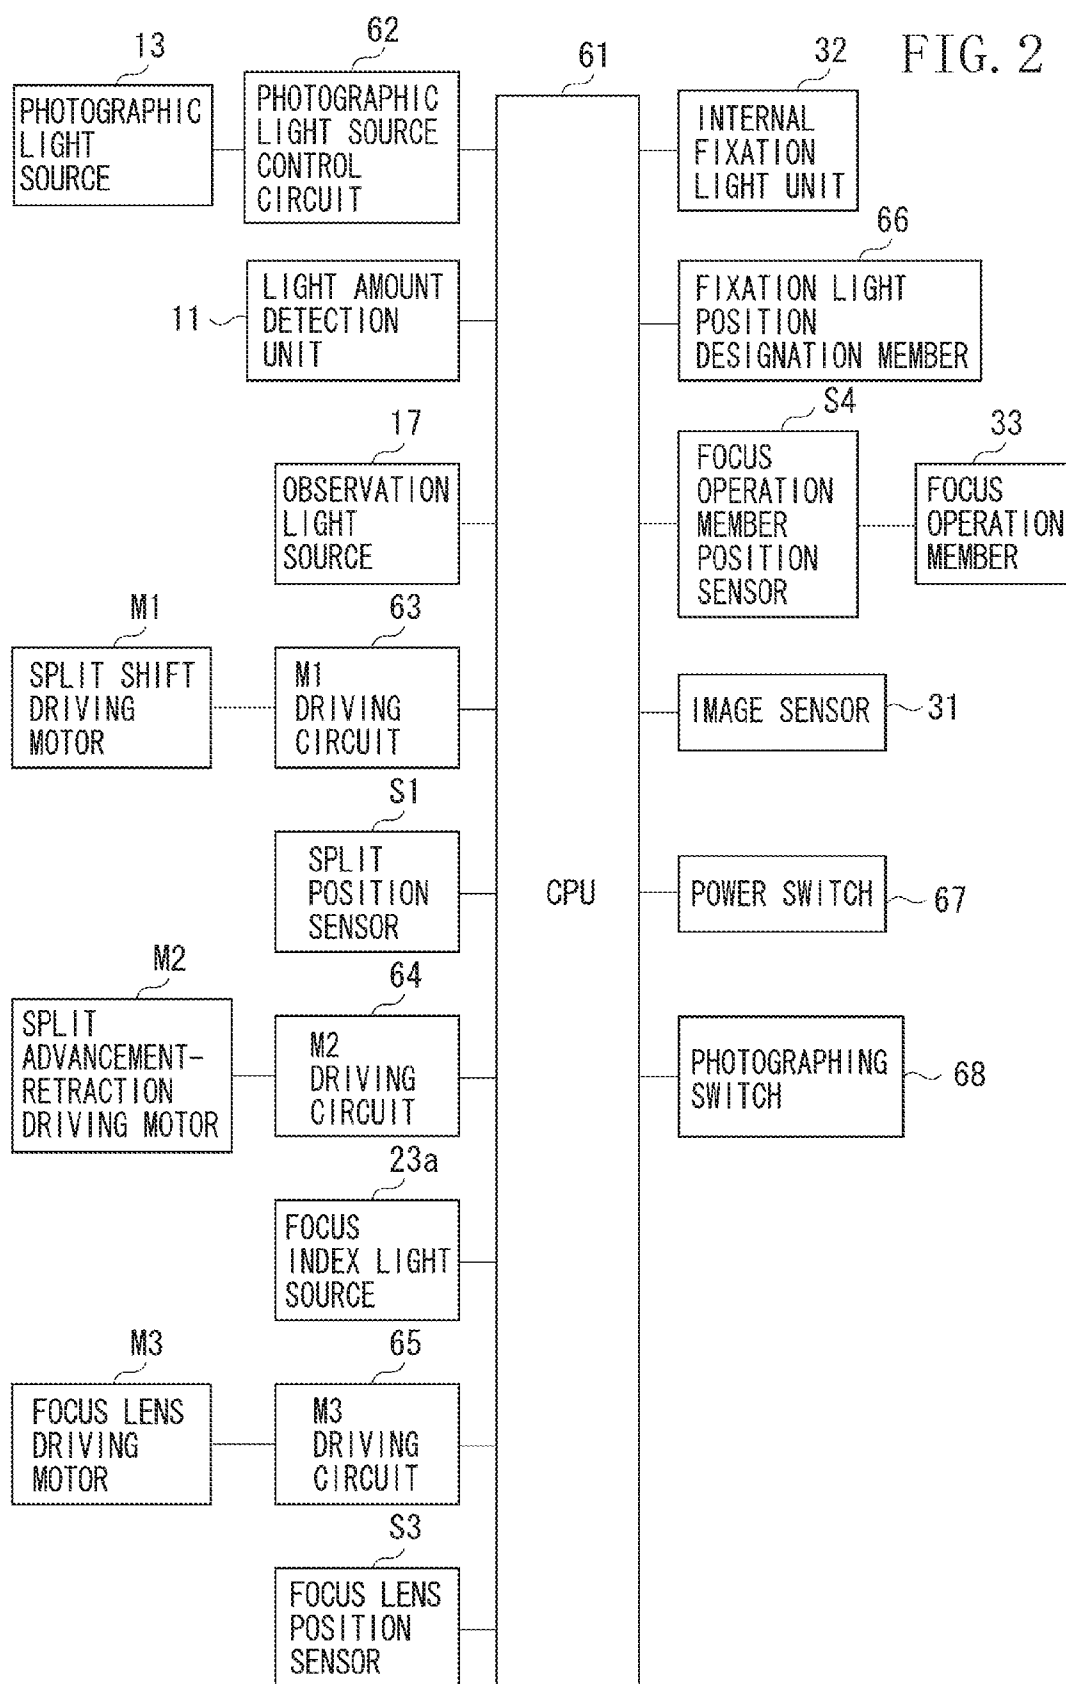 FIG. 2
13
PHOTOGRAPHIC
LIGHT
SOURCE
62
PHOTOGRAPHIC
LIGHT SOURCE
CONTROL
CIRCUIT
61
CPU
32
INTERNAL
FIXATION
LIGHT UNIT
11
LIGHT AMOUNT
DETECTION
UNIT
66
FIXATION LIGHT
POSITION
DESIGNATION MEMBER
17
OBSERVATION
LIGHT
SOURCE
S4
FOCUS
OPERATION
MEMBER
POSITION
SENSOR
33
FOCUS
OPERATION
MEMBER
M1
SPLIT SHIFT
DRIVING
MOTOR
63
M1
DRIVING
CIRCUIT
IMAGE SENSOR
31
S1
SPLIT
POSITION
SENSOR
POWER SWITCH
67
M2
SPLIT
ADVANCEMENT-
RETRACTION
DRIVING MOTOR
64
M2
DRIVING
CIRCUIT
PHOTOGRAPHING
SWITCH
68
23a
FOCUS
INDEX LIGHT
SOURCE
M3
FOCUS LENS
DRIVING
MOTOR
65
M3
DRIVING
CIRCUIT
S3
FOCUS LENS
POSITION
SENSOR